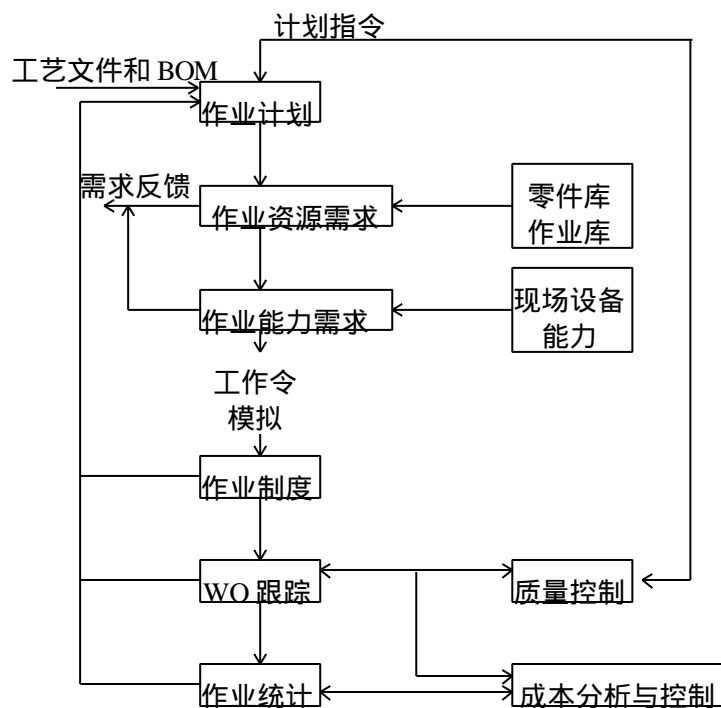 计划指令
工艺文件和 BOM
作业计划
需求反馈
作业资源需求
零件库
作业库
作业能力需求
现场设备
能力
工作令
模拟
作业制度
WO 跟踪
质量控制
作业统计
成本分析与控制